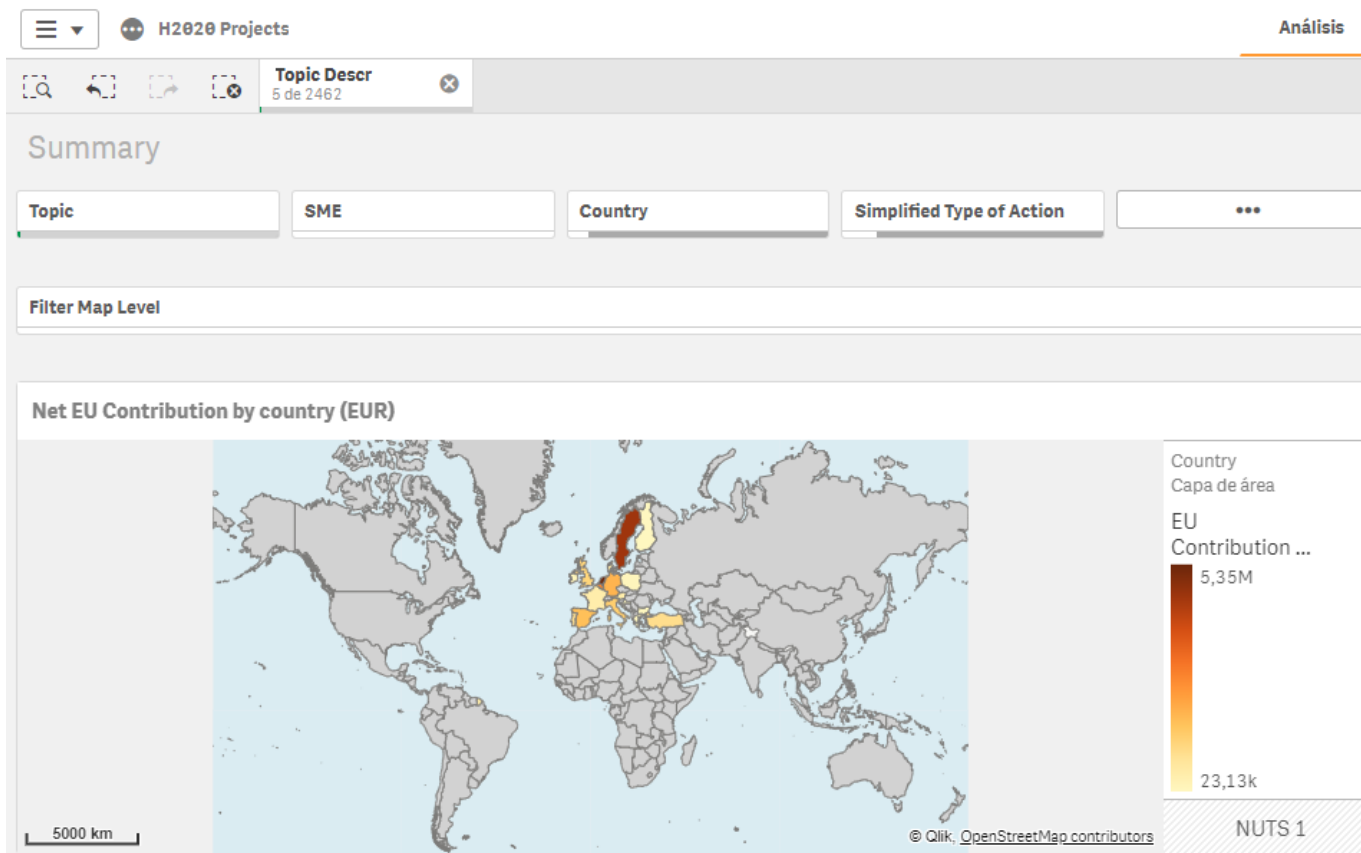 H2020 Projects
Análisis
Topic Descr
5 de 2462
Summary
Topic
SME
Country
Simplified Type of Action
Filter Map Level
Net EU Contribution by country (EUR)
Country
Capa de área
EU
Contribution ...
5,35M
23,13k
5000 km
© Qlik, OpenStreetMap contributors
NUTS 1